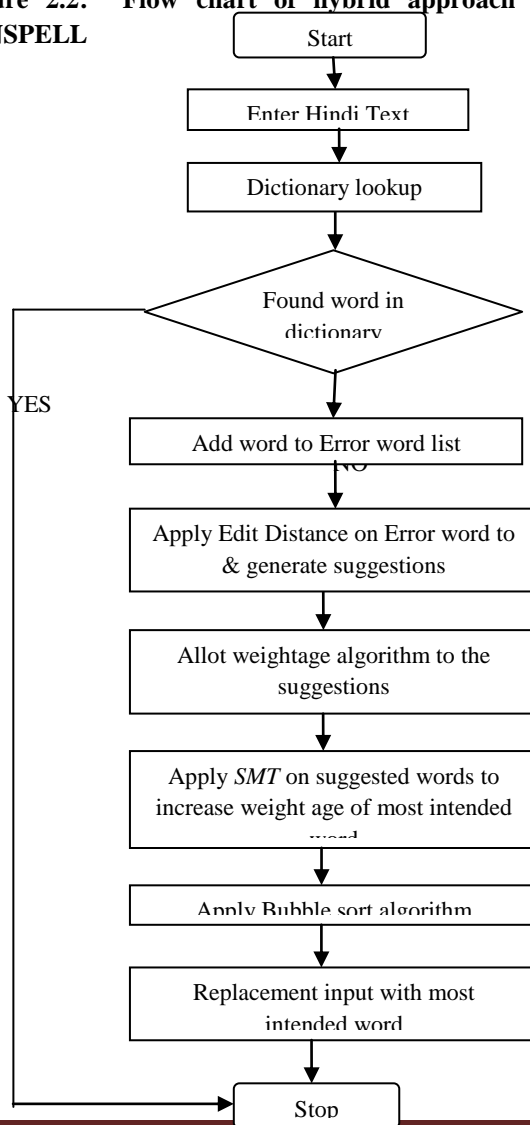 re 2.2. Flow chart of hybrid approach
NSPELL
Start
Enter Hindi Text
Dictionary lookup
Found word in
dictionary
YES
Add word to Error word list
NO
Apply Edit Distance on Error word to
& generate suggestions
Allot weightage algorithm to the
suggestions
Apply SMT on suggested words to
increase weight age of most intended
word
Apply Bubble sort algorithm
Replacement input with most
intended word
Stop